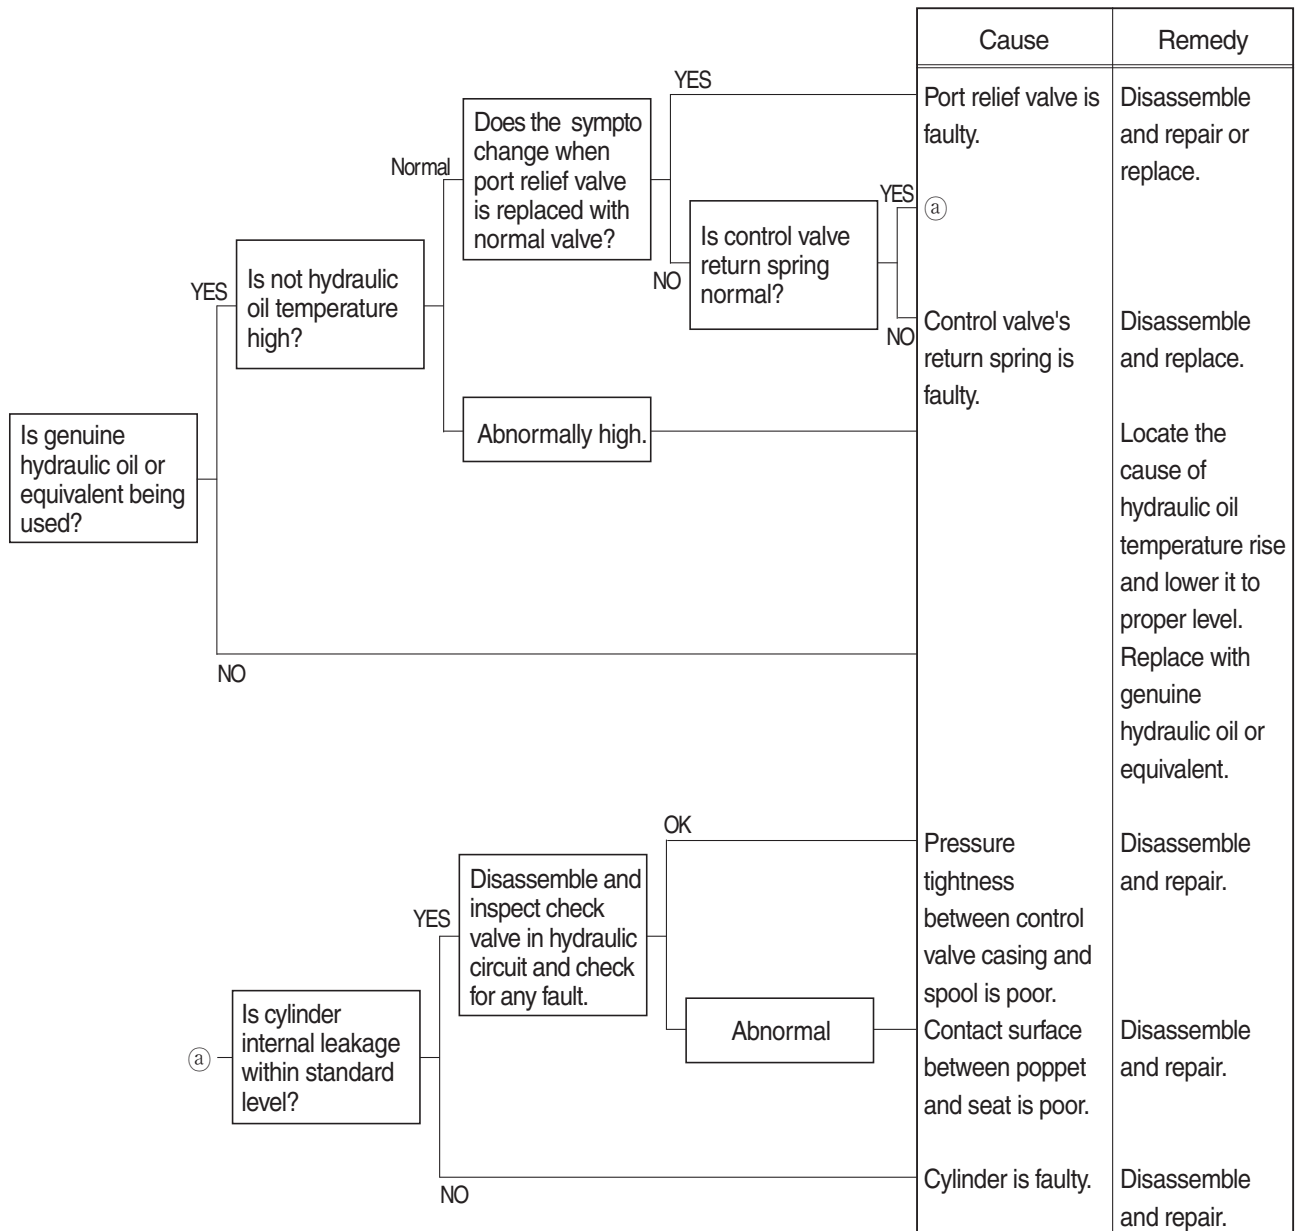 Cause
Remedy
YES
Port relief valve is
faulty.
Disassemble
and repair or
replace.
Does the sympto
change when
port relief valve
is replaced with
normal valve?
Normal
YES
ⓐ
Is control valve
return spring
normal?
NO
NO
Control valve's
return spring is
faulty.
Disassemble
and replace.
YES
Is not hydraulic
oil temperature
high?
Abnormally high.
Locate the
cause of
hydraulic oil
temperature rise
and lower it to
proper level.
Is genuine
hydraulic oil or
equivalent being
used?
NO
Replace with
genuine
hydraulic oil or
equivalent.
OK
Pressure
tightness
between control
valve casing and
spool is poor.
Disassemble
and repair.
YES
Disassemble and
inspect check
valve in hydraulic
circuit and check
for any fault.
Abnormal
Contact surface
between poppet
and seat is poor.
Disassemble
and repair.
ⓐ
Is cylinder
internal leakage
within standard
level?
NO
Cylinder is faulty.
Disassemble
and repair.